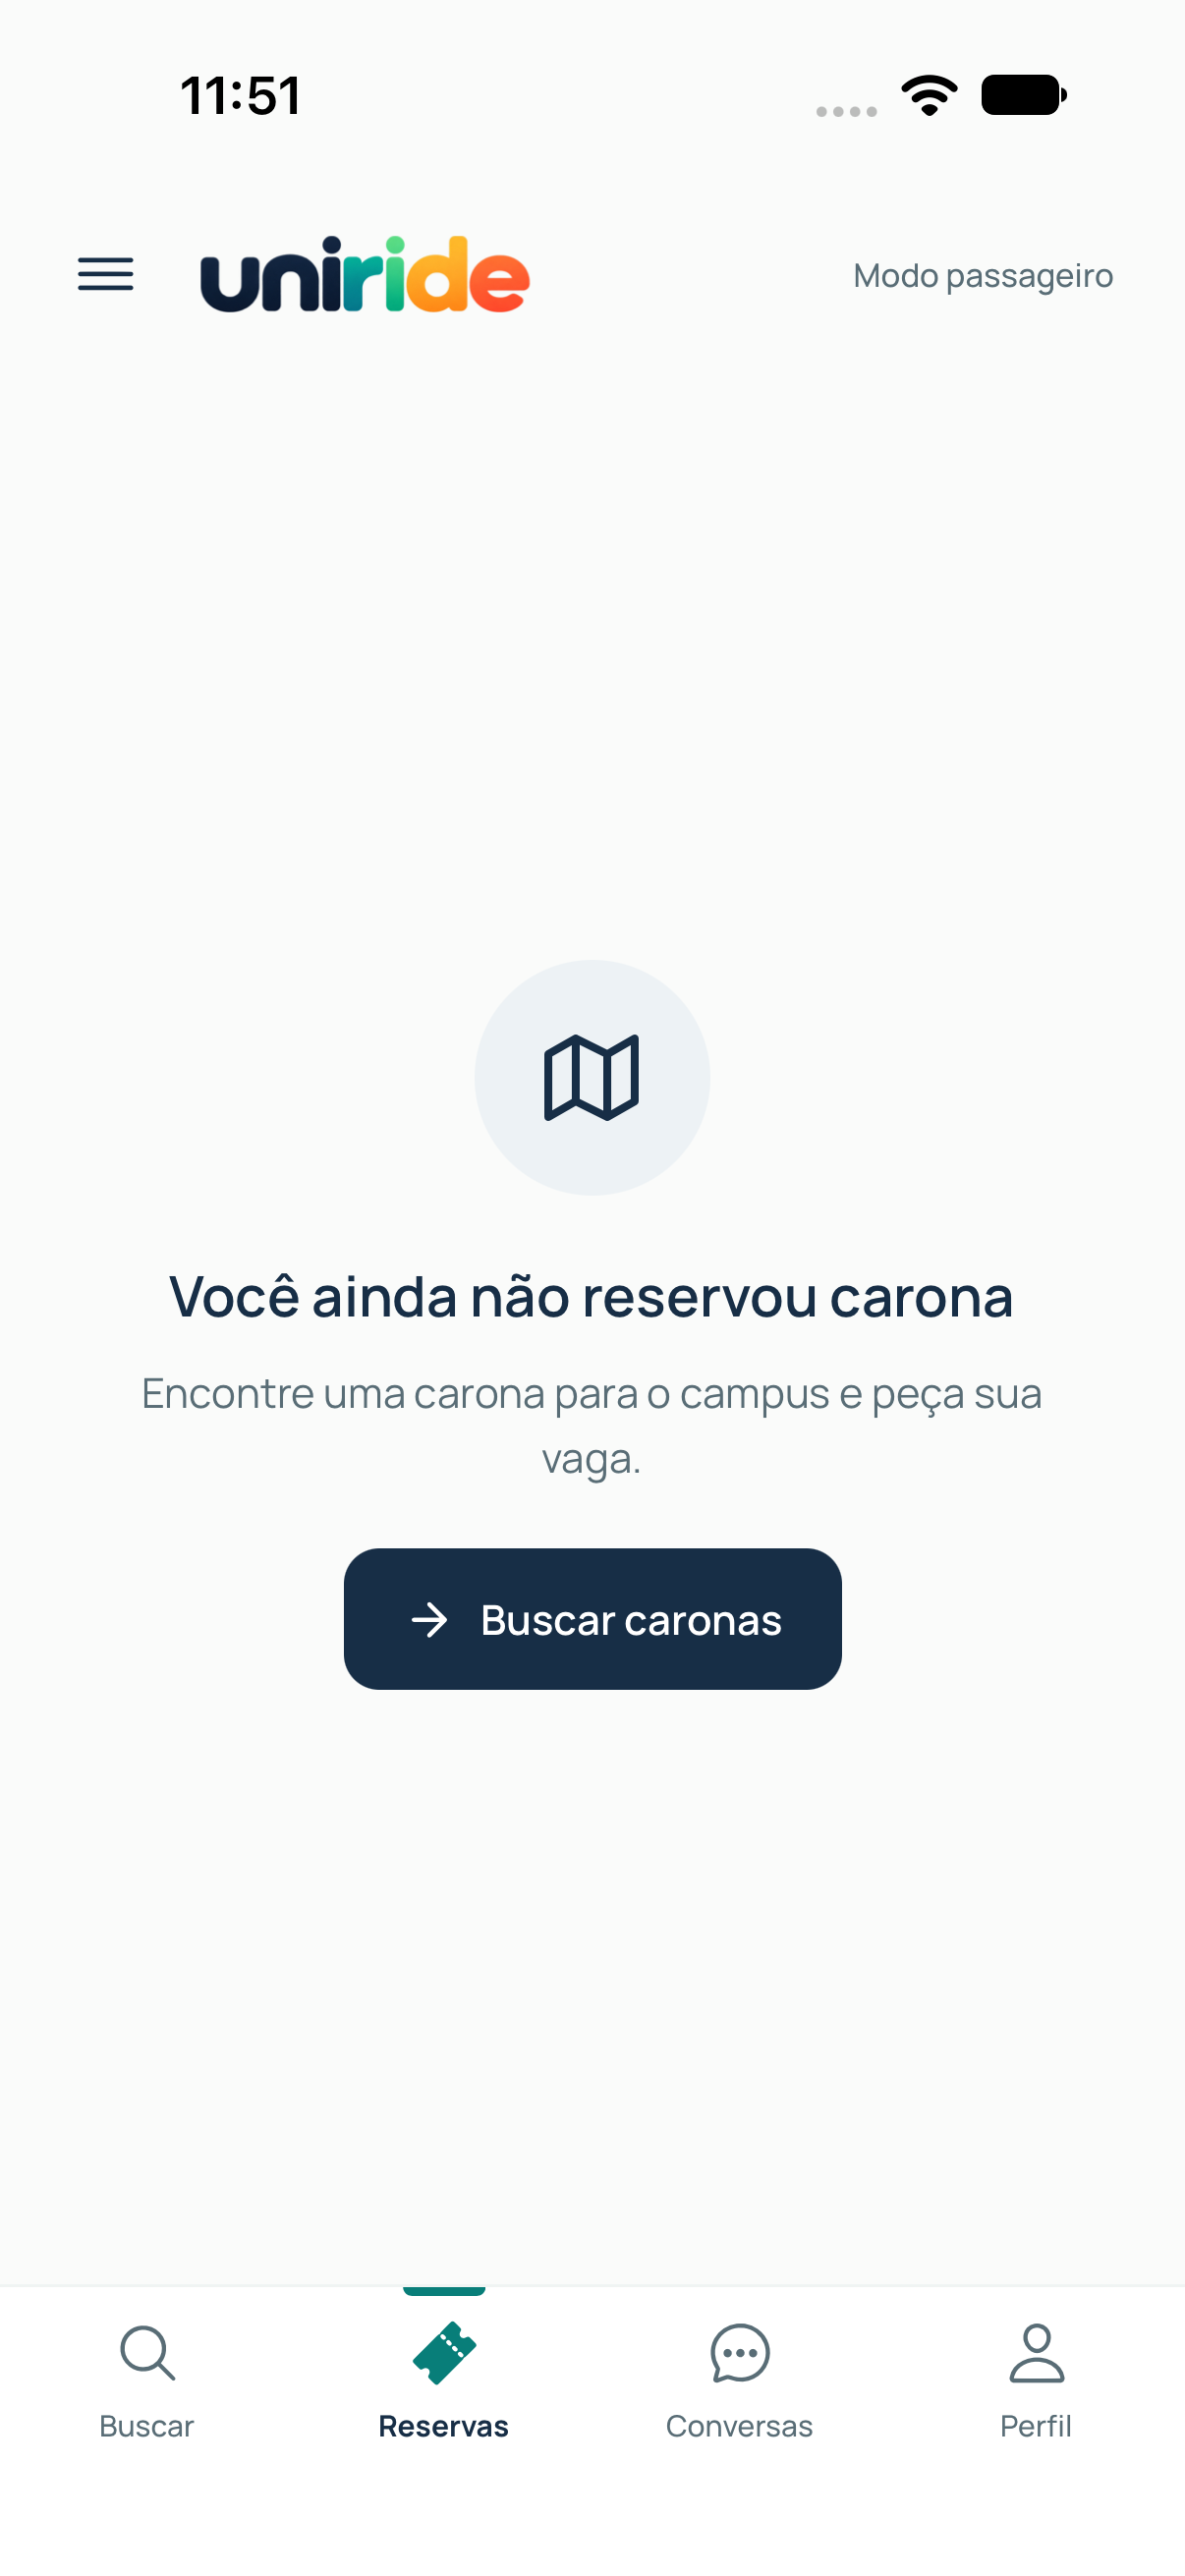 11:51
uniride
Modo passageiro
Você ainda não reservou carona
Encontre uma carona para o campus e peça sua
vaga.
Buscar caronas
Buscar
Reservas
Conversas
Perfil